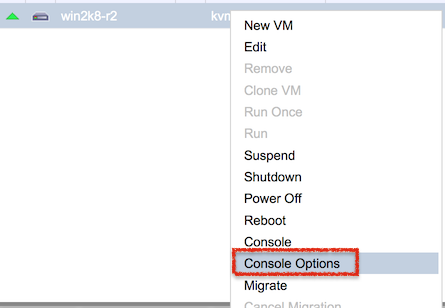 win2k8-r2
New VM
Edit
Remove
Clone VM
Run Once
Run
Suspend
Shutdown
Power Off
Reboot
Console
Console Options
Migrate
Cancel Migration